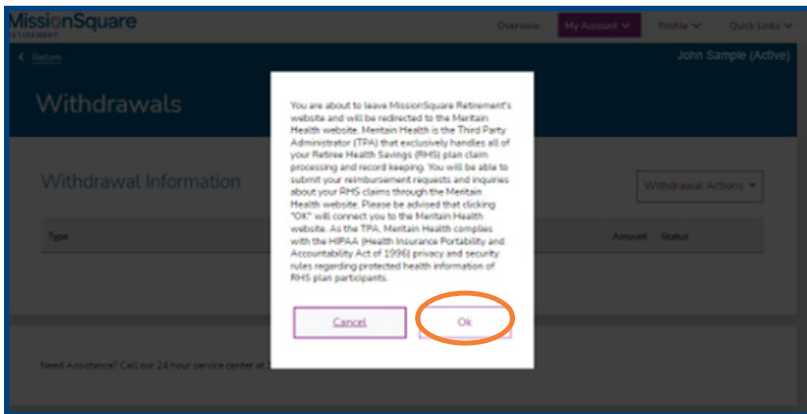 MissionSquare
RETIREMENT
Overview
My Account
Profile
Quick Links
Return
John Sample (Active)
Withdrawals
You are about to leave MissionSquare Retirement's
website and will be redirected to the Meritain
Health website. Meritain Health is the Third Party
Administrator (TPA) that exclusively handles all of
your Retiree Health Savings (RHS) plan claim
processing and record keeping. You will be able to
submit your reimbursement requests and inquiries
about your RHS claims through the Meritain
Health website. Please be advised that clicking
"OK" will connect you to the Meritain Health
website. As the TPA, Meritain Health complies
with the HIPAA (Health Insurance Portability and
Accountability Act of 1996) privacy and security
rules regarding protected health information of
RHS plan participants.
Cancel
Ok
Withdrawal Information
Withdrawal Actions
Type
Amount
Status
Need Assistance? Call our 24 hour service center at